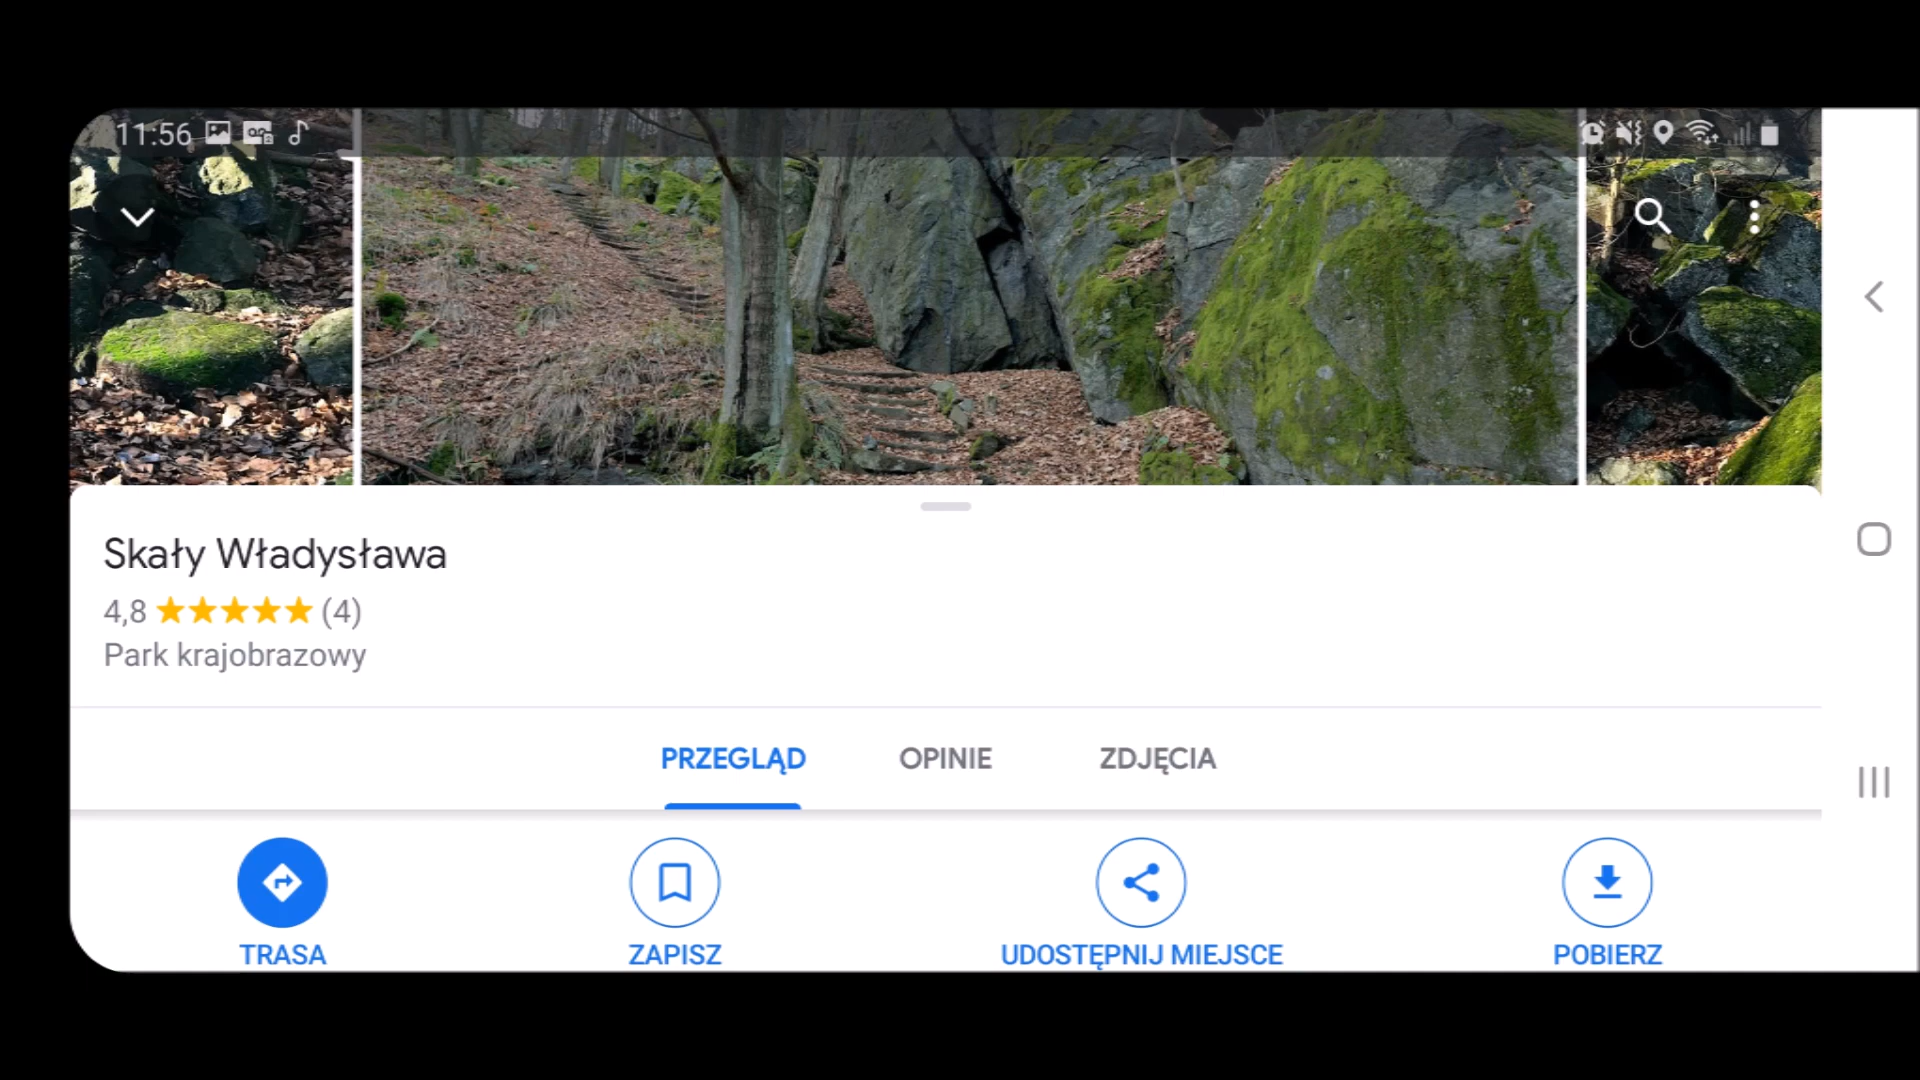 11:56
Skały Władysława
4,8 ★★★★★ (4)
Park krajobrazowy
PRZEGLĄD OPINIE ZDJĘCIA
TRASA ZAPISZ UDOSTĘPNIJ MIEJSCE POBIERZ